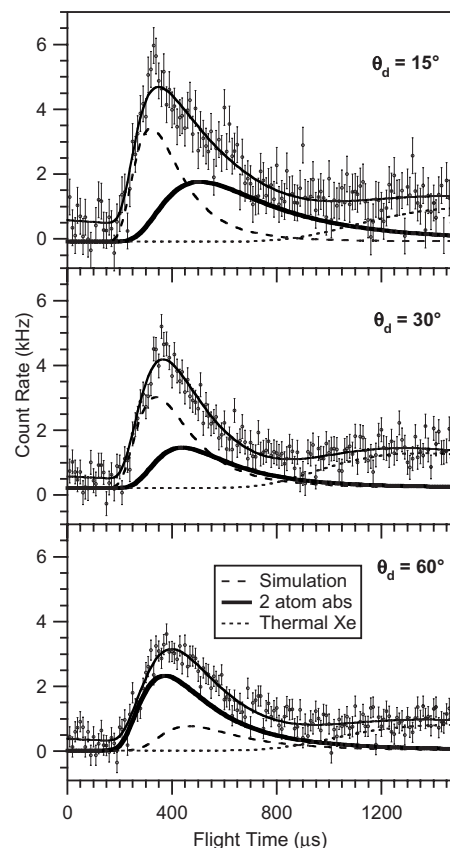 6
4
2
0
θd = 15°
6
4
2
0
θd = 30°
Count Rate (kHz)
6
4
2
0
θd = 60°
Simulation
2 atom abs
Thermal Xe
0 400 800 1200
Flight Time (μs)